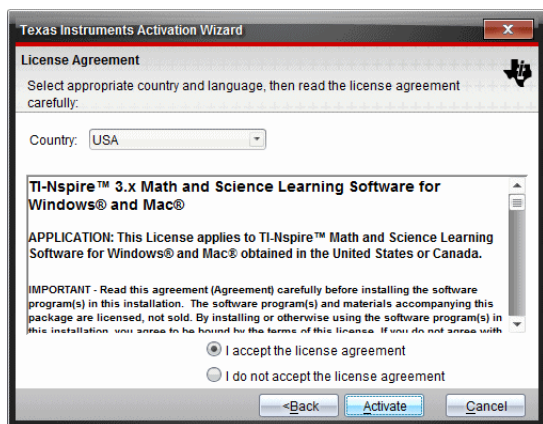 Texas Instruments Activation Wizard
License Agreement
Select appropriate country and language, then read the license agreement
carefully:
Country: USA
TI-Nspire™ 3.x Math and Science Learning Software for
Windows® and Mac®
APPLICATION: This License applies to TI-Nspire™ Math and Science Learning
Software for Windows® and Mac® obtained in the United States or Canada.
IMPORTANT - Read this agreement (Agreement) carefully before installing the software
program(s) in this installation. The software program(s) and materials accompanying this
package are licensed, not sold. By installing or otherwise using the software program(s) in
this installation, you agree to be bound by the terms of this license. If you do not agree with
I accept the license agreement
I do not accept the license agreement
<Back Activate Cancel